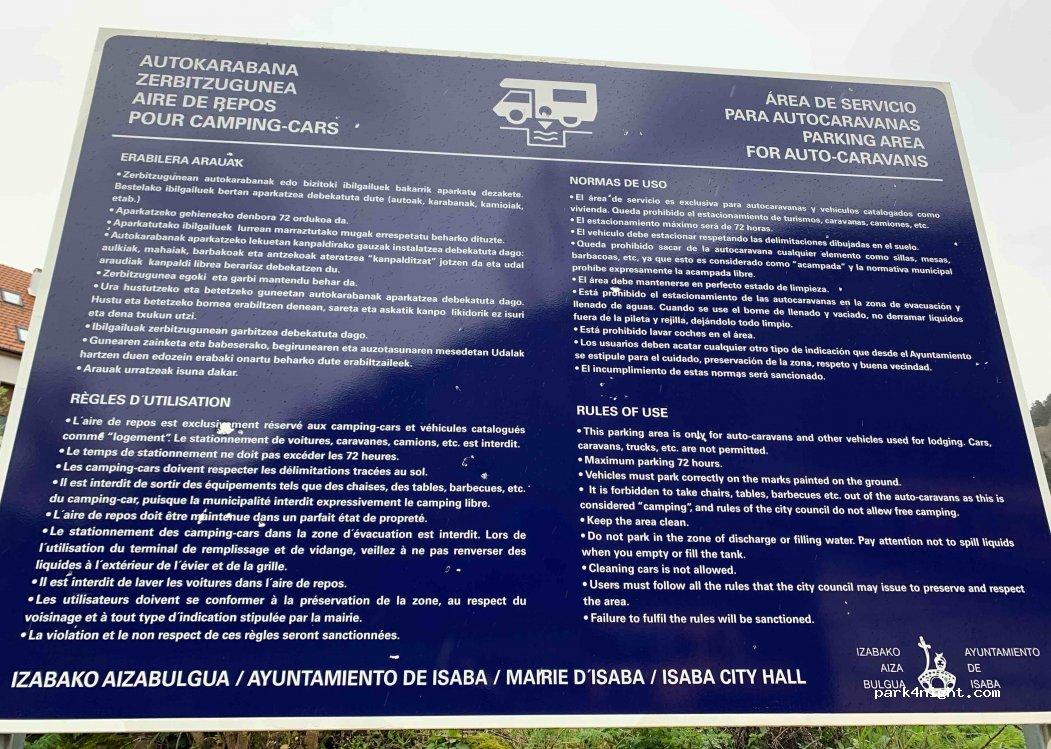 AUTOKARABANA
ZERBITZUGUNEA
AIRE DE REPOS
POUR CAMPING-CARS
ÁREA DE SERVICIO
PARA AUTOCARAVANAS
PARKING AREA
FOR AUTO-CARAVANS
ERABILERA ARAUAK
• Zerbitzugunean autokarabanak edo bizitoki ibilgailuek bakarrik aparkatu dezakete.
Bestelako ibilgailuek bertan aparkatzea debekatuta dute (autoak, karabanak, kamioiak,
etab.)
• Aparkatzeko gehienezko denbora 72 ordukoa da.
• Aparkatutako ibilgailuek lurrean marraztutako mugak errespetatu beharko dituzte.
• Autokarabanak aparkatzeko lekuetan kanpaldirako gauzak instalatzea debekatuta dago:
aulkiak, mahaiak, barbakoak eta antzekoak ateratzea “kanpalditzat” jotzen da eta udal
araudiak kanpaldi librea berariaz debekatzen du.
• Zerbitzugunea egoki eta garbi mantendu behar da.
• Ura hustutzeko eta betetzeko guneetan autokarabanak aparkatzea debekatuta dago.
Hustu eta betetzeko bornea erabiltzen denean, sareta eta askatik kanpo likidorik ez isuri
eta dena txukun utzi.
• Ibilgailuak zerbitzugunean garbitzea debekatuta dago.
• Gunearen zainketa eta babeserako, begirunearen eta auzotasunaren mesedetan Udalak
hartzen duen edozein erabaki onartu beharko dute erabiltzaileek.
• Arauak urratzeak isuna dakar.
NORMAS DE USO
• El área de servicio es exclusiva para autocaravanas y vehículos catalogados como
vivienda. Queda prohibido el estacionamiento de turismos, caravanas, camiones, etc.
• El estacionamiento máximo será de 72 horas.
• El vehículo debe estacionar respetando las delimitaciones dibujadas en el suelo.
• Queda prohibido sacar de la autocaravana cualquier elemento como sillas, mesas,
barbacoas, etc, ya que esto es considerado como “acampada” y la normativa municipal
prohíbe expresamente la acampada libre.
• El área debe mantenerse en perfecto estado de limpieza.
• Está prohibido el estacionamiento de las autocaravanas en la zona de evacuación y
llenado de aguas. Cuando se use el borne de llenado y vaciado, no derramar líquidos
fuera de la pileta y rejilla, dejándolo todo limpio.
• Está prohibido lavar coches en el área.
• Los usuarios deben acatar cualquier otro tipo de indicación que desde el Ayuntamiento
se estipule para el cuidado, preservación de la zona, respeto y buena vecindad.
• El incumplimiento de estas normas será sancionado.
RÈGLES D´UTILISATION
• L´aire de repos est exclusivement réservé aux camping-cars et véhicules catalogués
comme “logement”. Le stationnement de voitures, caravanes, camions, etc. est interdit.
• Le temps de stationnement ne doit pas excéder les 72 heures.
• Les camping-cars doivent respecter les délimitations tracées au sol.
• Il est interdit de sortir des équipements tels que des chaises, des tables, barbecues, etc.
du camping-car, puisque la municipalité interdit expressivement le camping libre.
• L´aire de repos doit être maintenue dans un parfait état de propreté.
• Le stationnement des camping-cars dans la zone d´évacuation est interdit. Lors de
l´utilisation du terminal de remplissage et de vidange, veillez à ne pas renverser des
liquides à l´extérieur de l´évier et de la grille.
• Il est interdit de laver les voitures dans l´aire de repos.
• Les utilisateurs doivent se conformer à la préservation de la zone, au respect du
voisinage et à tout type d´indication stipulée par la mairie.
• La violation et le non respect de ces règles seront sanctionnées.
RULES OF USE
• This parking area is only for auto-caravans and other vehicles used for lodging. Cars,
caravans, trucks, etc. are not permitted.
• Maximum parking 72 hours.
• Vehicles must park correctly on the marks painted on the ground.
• It is forbidden to take chairs, tables, barbecues etc. out of the auto-caravans as this is
considered “camping”, and rules of the city council do not allow free camping.
• Keep the area clean.
• Do not park in the zone of discharge or filling water. Pay attention not to spill liquids
when you empty or fill the tank.
• Cleaning cars is not allowed.
• Users must follow all the rules that the city council may issue to preserve and respect
the area.
• Failure to fulfil the rules will be sanctioned.
IZABAKO AIZABULGUA / AYUNTAMIENTO DE ISABA / MAIRIE D´ISABA / ISABA CITY HALL
IZABAKO
AIZA
BULGUA
AYUNTAMIENTO
DE
ISABA
park4night.com